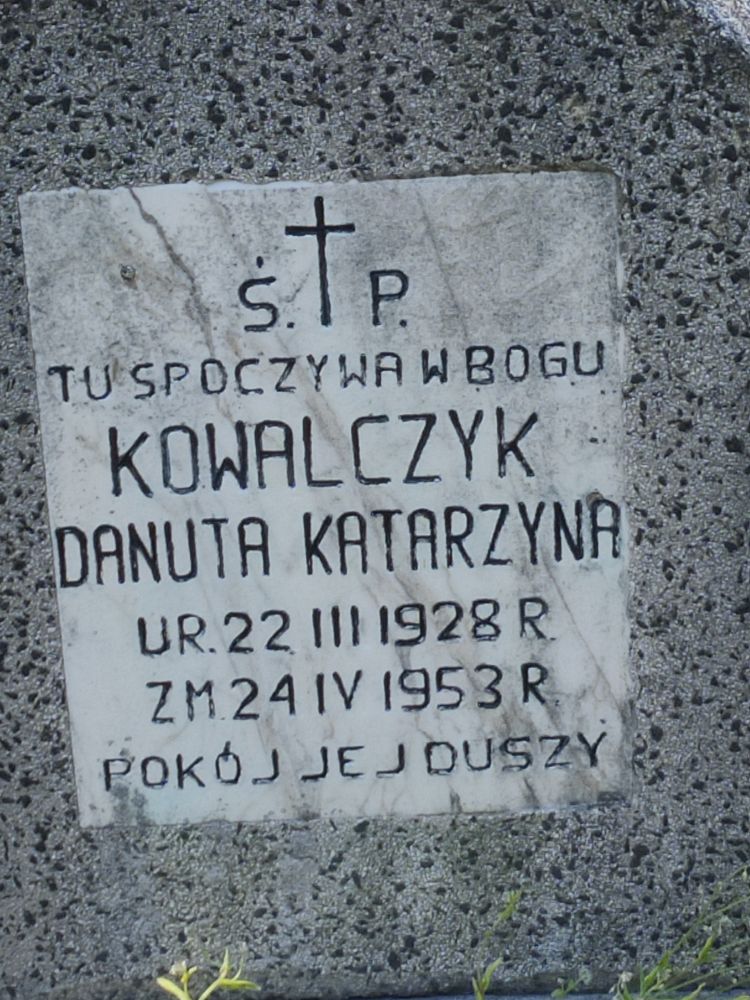 Ś. P.
TU SPOCZYWA W BOGU
KOWALCZYK
DANUTA KATARZYNA
UR. 22 III 1928 R.
ZM. 24 IV 1953 R.
POKÓJ JEJ DUSZY